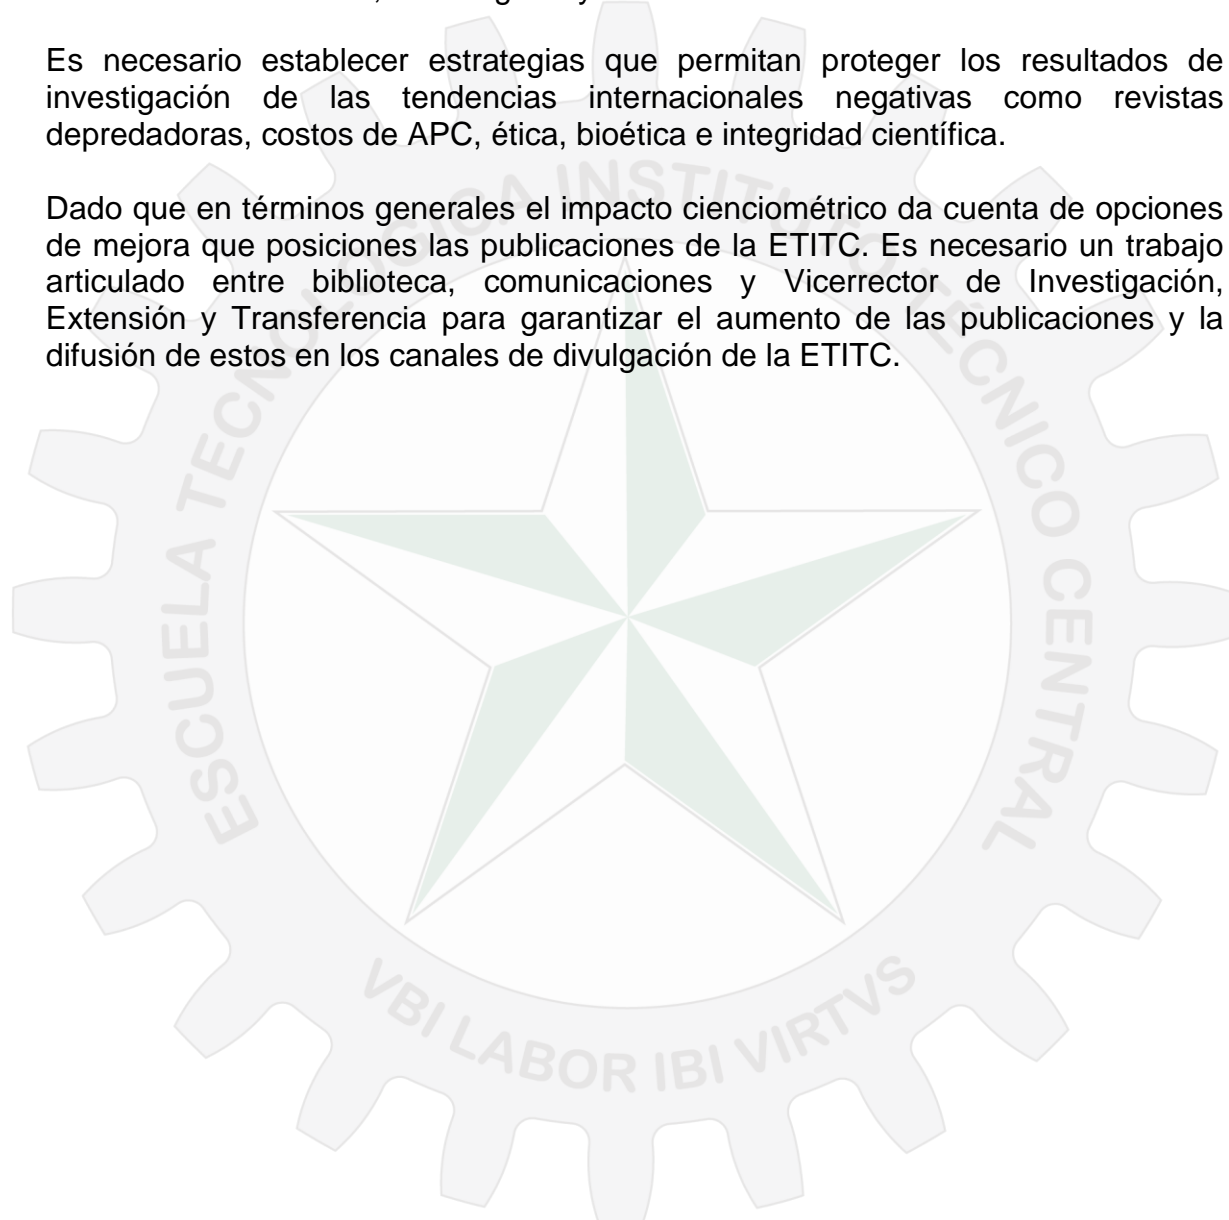 Es necesario establecer estrategias que permitan proteger los resultados de
investigación de las tendencias internacionales negativas como revistas
depredadoras, costos de APC, ética, bioética e integridad científica.
Dado que en términos generales el impacto cienciométrico da cuenta de opciones
de mejora que posiciones las publicaciones de la ETITC. Es necesario un trabajo
articulado entre biblioteca, comunicaciones y Vicerrector de Investigación,
Extensión y Transferencia para garantizar el aumento de las publicaciones y la
difusión de estos en los canales de divulgación de la ETITC.
ESCUELA TECNOLÓGICA INSTITUTO TÉCNICO CENTRAL
VBI LABOR IBI VIRTVS